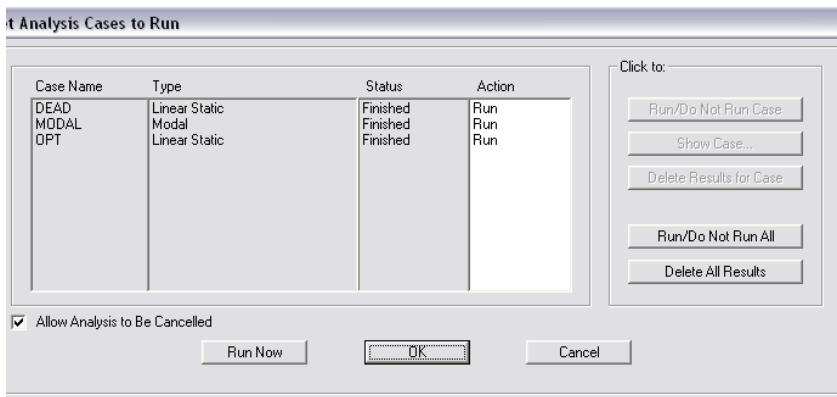 t Analysis Cases to Run
Click to:
Case Name Type Status Action
DEAD Linear Static Finished Run
MODAL Modal Finished Run
OPT Linear Static Finished Run
Run/Do Not Run Case
Show Case...
Delete Results for Case
Run/Do Not Run All
Delete All Results
Allow Analysis to Be Cancelled
Run Now OK Cancel